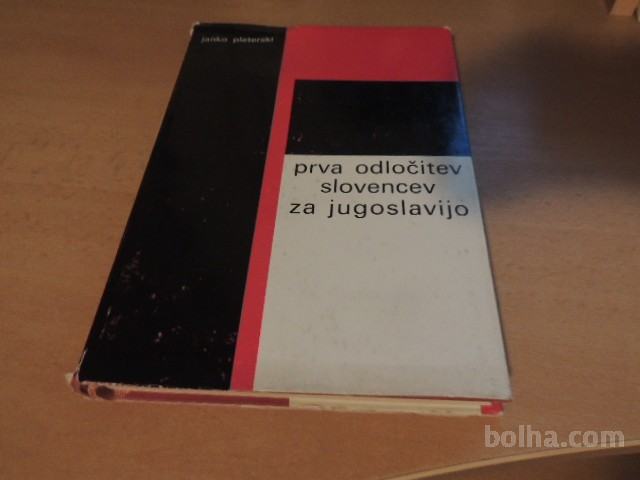 janko pleterski
prva odločitev
slovencev
za jugoslavijo
bolha.com